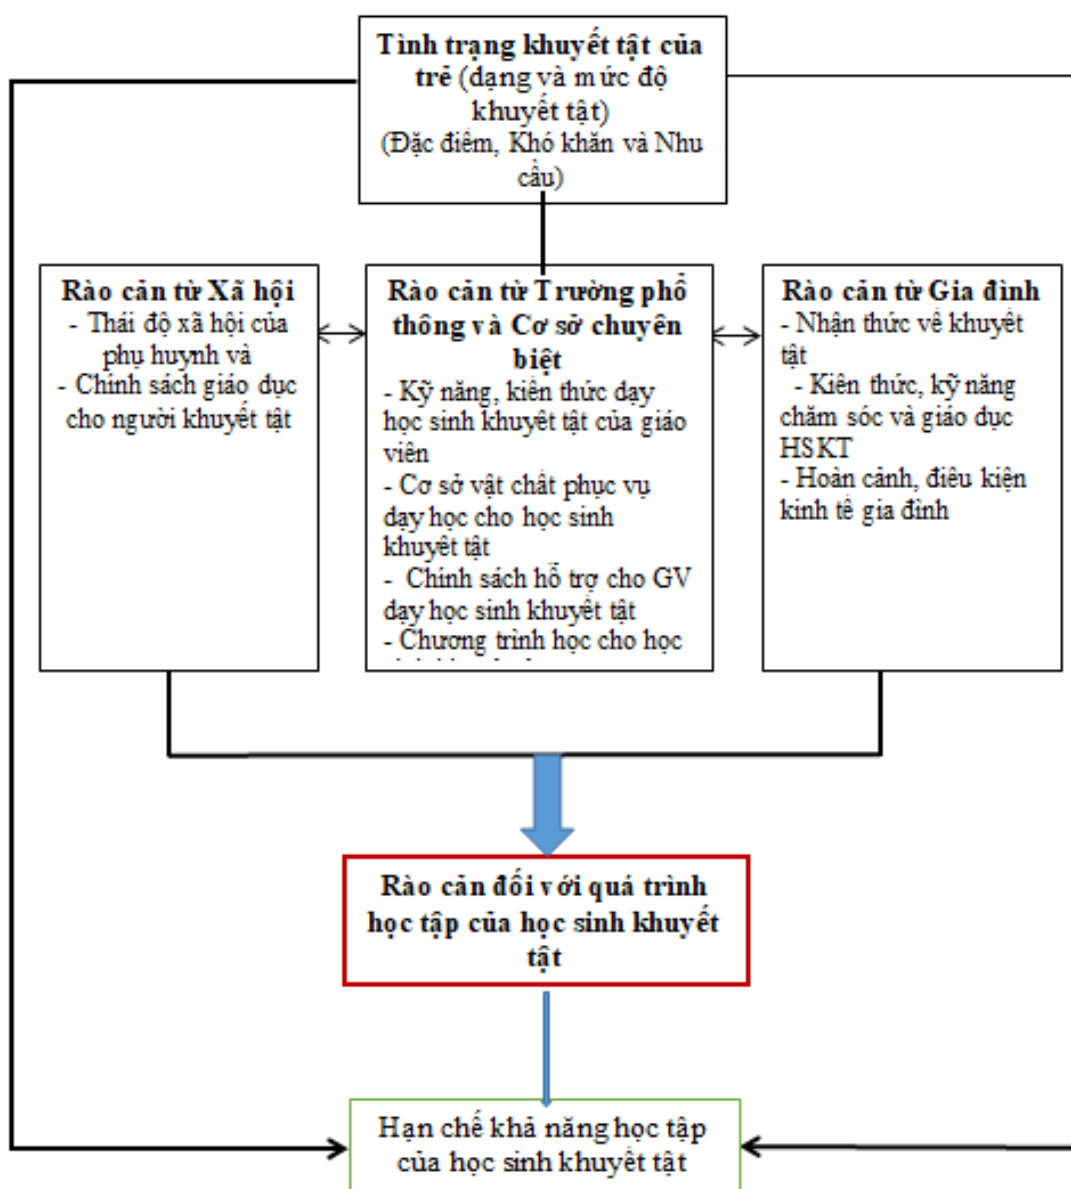 Tình trạng khuyết tật của
trẻ (dạng và mức độ
khuyết tật)
(Đặc điểm, Khó khăn và Nhu
cầu)
Rào cản từ Xã hội
- Thái độ xã hội của
phụ huynh và
- Chính sách giáo dục
cho người khuyết tật
Rào cản từ Trường phổ
thông và Cơ sở chuyên
biệt
- Kỹ năng, kiến thức dạy
học sinh khuyết tật của giáo
viên
- Cơ sở vật chất phục vụ
dạy học cho học sinh
khuyết tật
- Chính sách hỗ trợ cho GV
dạy học sinh khuyết tật
- Chương trình học cho học
Rào cản từ Gia đình
- Nhận thức về khuyết
tật
- Kiến thức, kỹ năng
chăm sóc và giáo dục
HSKT
- Hoàn cảnh, điều kiện
kinh tế gia đình
Rào cản đối với quá trình
học tập của học sinh khuyết
tật
Hạn chế khả năng học tập
của học sinh khuyết tật